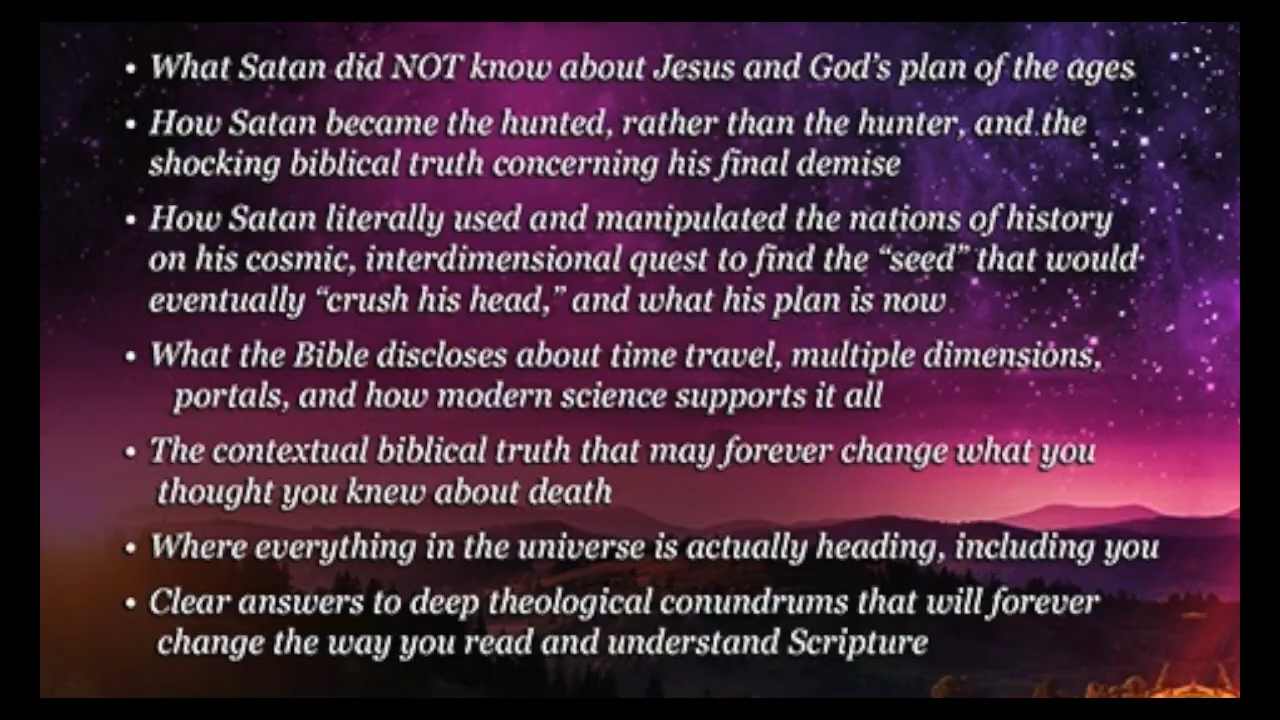 • What Satan did NOT know about Jesus and God's plan of the ages
• How Satan became the hunted, rather than the hunter, and the
shocking biblical truth concerning his final demise
• How Satan literally used and manipulated the nations of history
on his cosmic, interdimensional quest to find the “seed” that would
eventually “crush his head,” and what his plan is now
• What the Bible discloses about time travel, multiple dimensions,
portals, and how modern science supports it all
• The contextual biblical truth that may forever change what you
thought you knew about death
• Where everything in the universe is actually heading, including you
• Clear answers to deep theological conundrums that will forever
change the way you read and understand Scripture